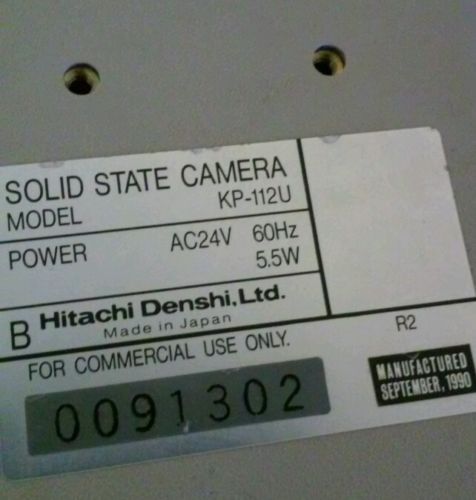 SOLID STATE CAMERA
MODEL KP-112U
POWER AC24V 60Hz
5.5W
B Hitachi Denshi, Ltd.
Made in Japan
FOR COMMERCIAL USE ONLY.
R2
0091302
MANUFACTURED
SEPTEMBER, 1990